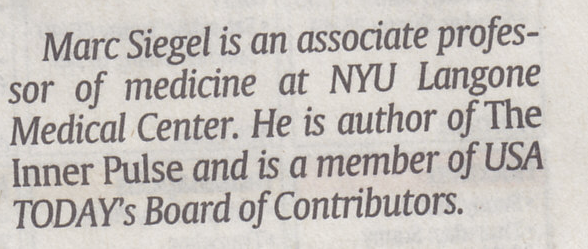 Marc Siegel is an associate profes-
sor of medicine at NYU Langone
Medical Center. He is author of The
Inner Pulse and is a member of USA
TODAY's Board of Contributors.